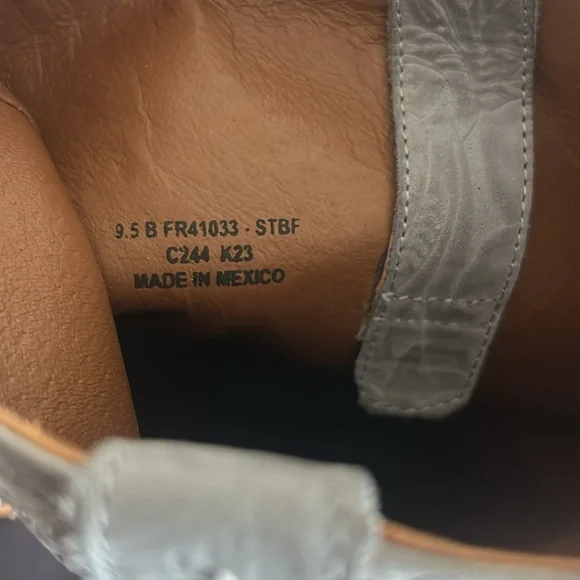 9.5 B FR41033 - STBF
C244 K23
MADE IN MEXICO